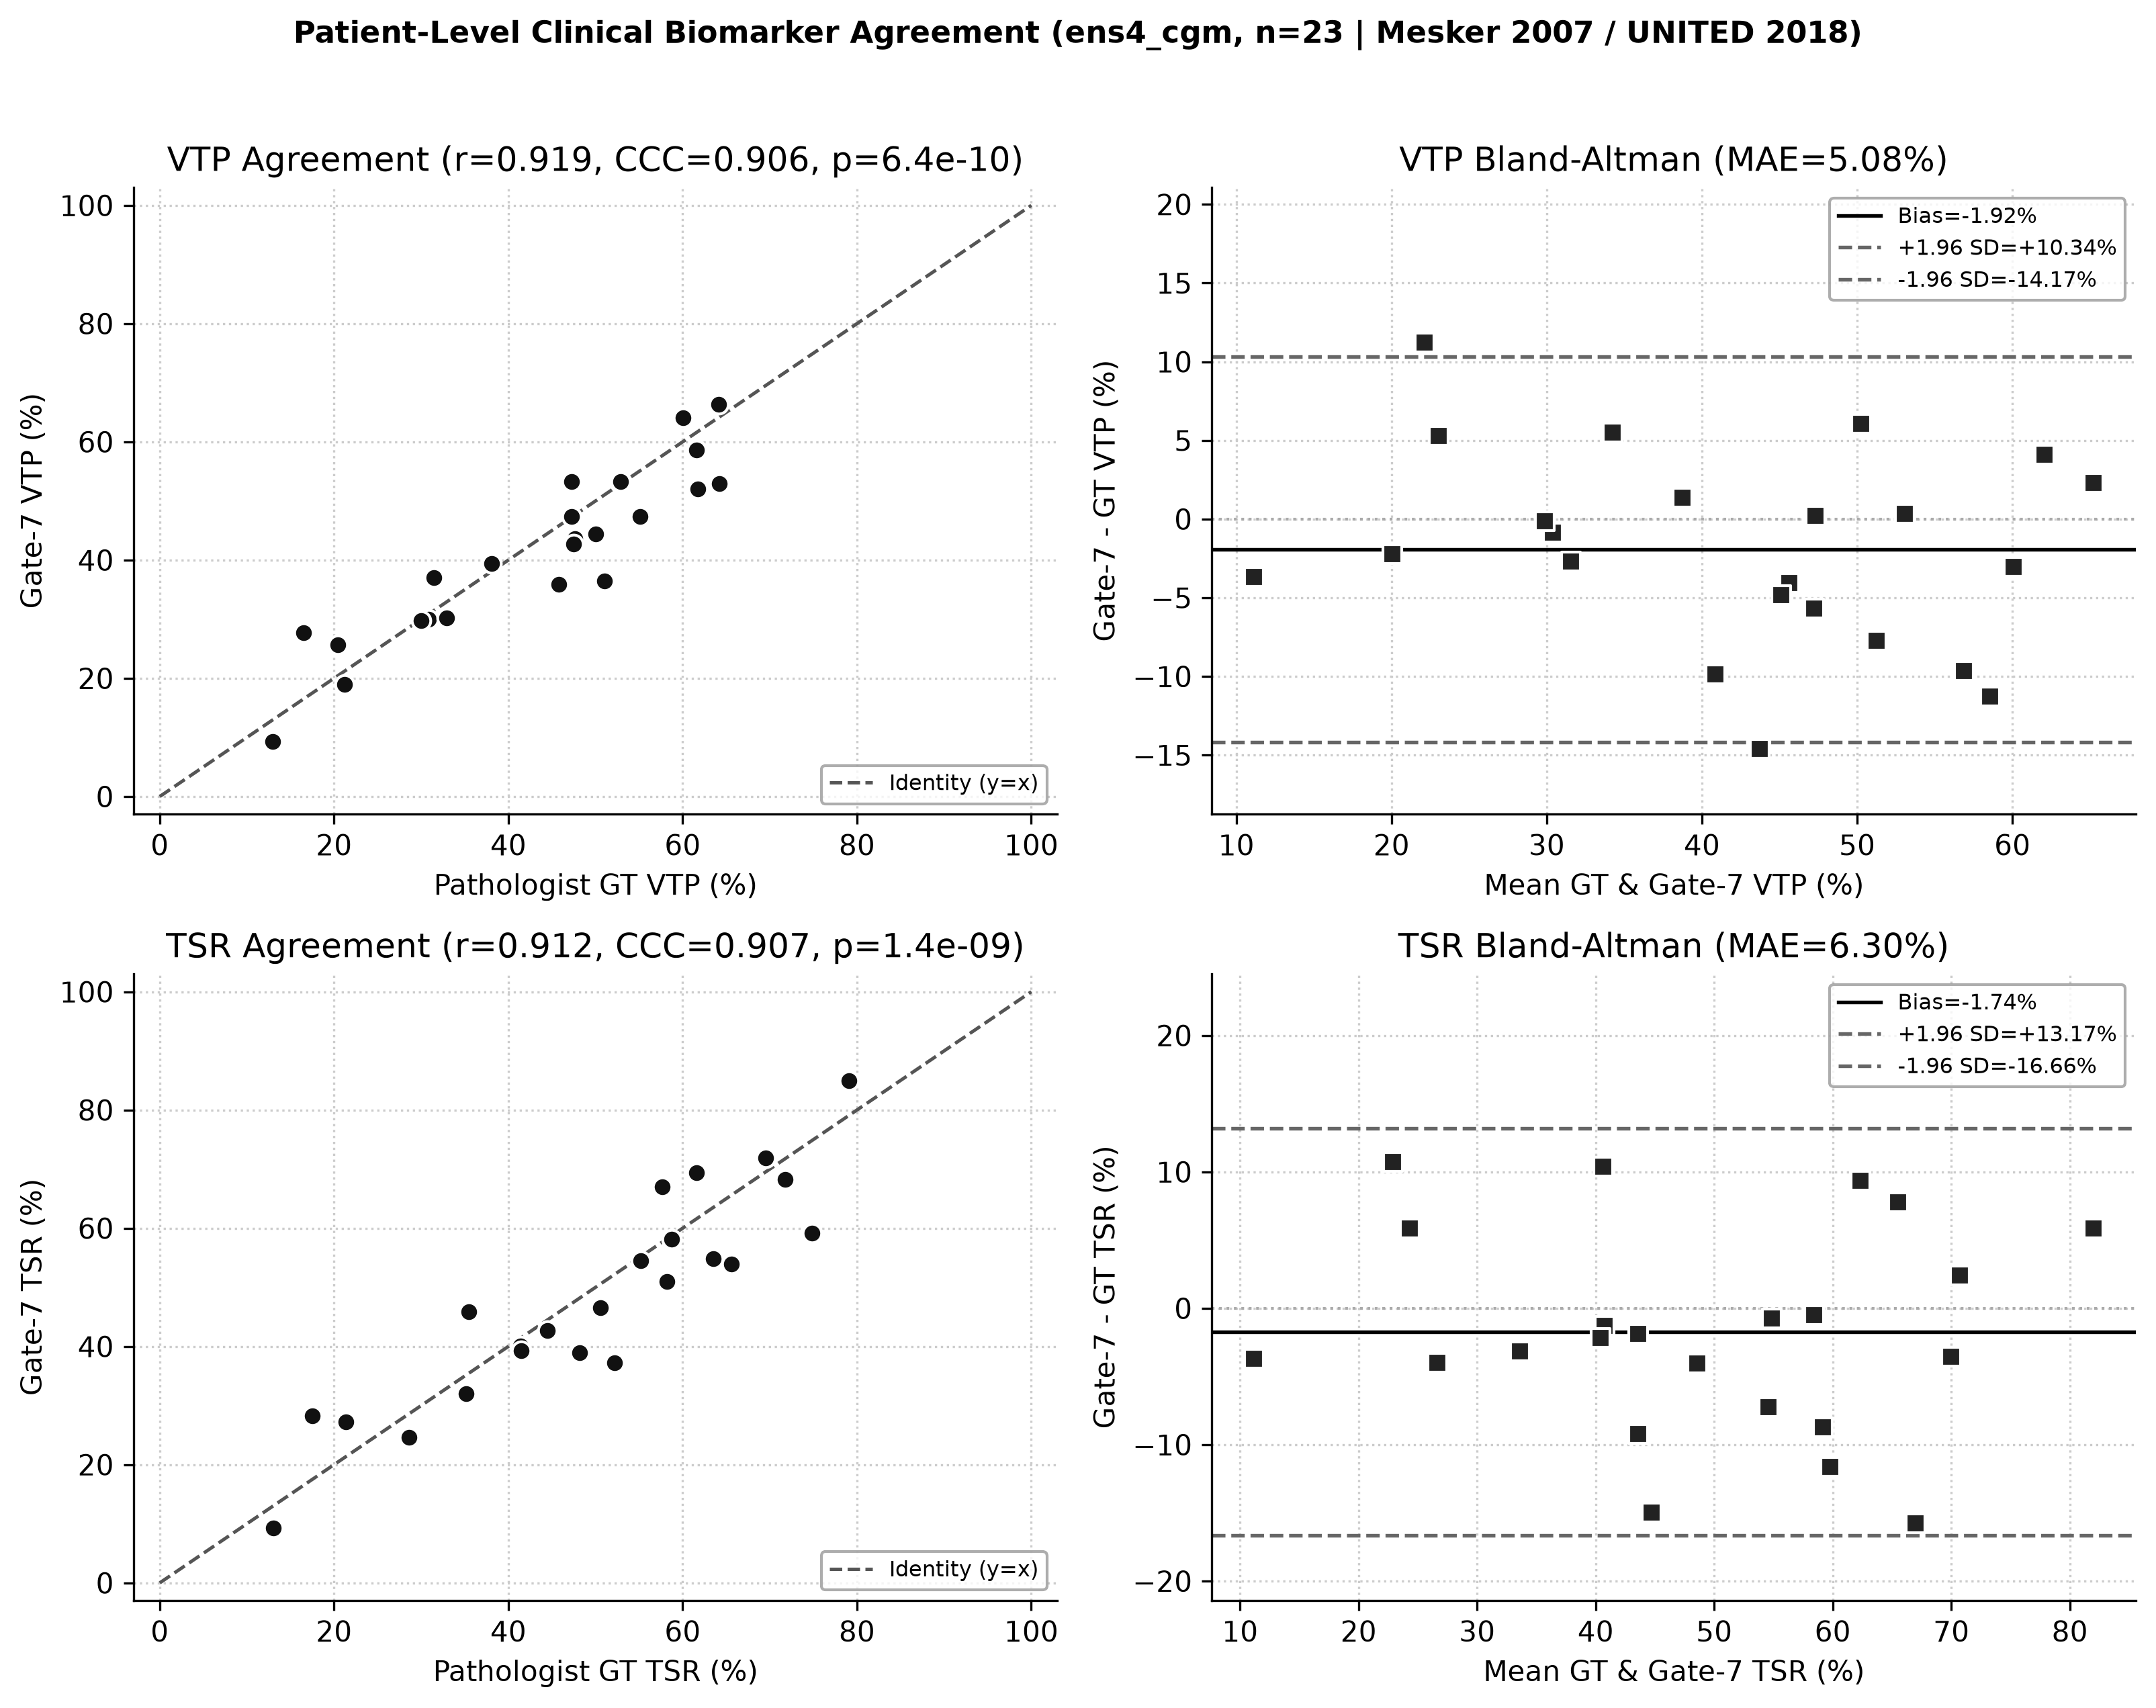 Patient-Level Clinical Biomarker Agreement (ens4_cgm, n=23 | Mesker 2007 / UNITED 2018)
VTP Agreement (r=0.919, CCC=0.906, p=6.4e-10)
100
80
60
40
20
0
Gate-7 VTP (%)
Identity (y=x)
0 20 40 60 80 100
Pathologist GT VTP (%)
VTP Bland-Altman (MAE=5.08%)
20
15
10
5
0
−5
−10
−15
Gate-7 - GT VTP (%)
Bias=-1.92%
+1.96 SD=+10.34%
-1.96 SD=-14.17%
10 20 30 40 50 60
Mean GT & Gate-7 VTP (%)
TSR Agreement (r=0.912, CCC=0.907, p=1.4e-09)
100
80
60
40
20
0
Gate-7 TSR (%)
Identity (y=x)
0 20 40 60 80 100
Pathologist GT TSR (%)
TSR Bland-Altman (MAE=6.30%)
20
10
0
−10
−20
Gate-7 - GT TSR (%)
Bias=-1.74%
+1.96 SD=+13.17%
-1.96 SD=-16.66%
10 20 30 40 50 60 70 80
Mean GT & Gate-7 TSR (%)